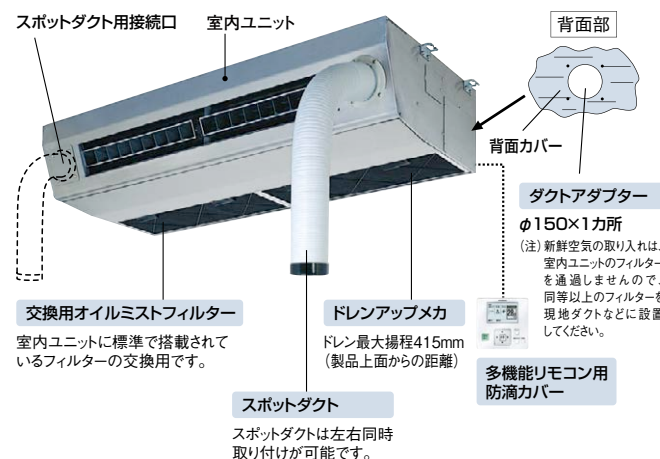 スポットダクト用接続口
室内ユニット
背面部
背面カバー
ダクトアダプター
φ150×1カ所
(注)新鮮空気の取り入れは、
室内ユニットのフィルター
を通過しませんので、
同等以上のフィルターを
現地ダクトなどに設置
してください。
交換用オイルミストフィルター
室内ユニットに標準で搭載されて
いるフィルターの交換用です。
ドレンアップメカ
ドレン最大揚程415mm
(製品上面からの距離)
多機能リモコン用
防滴カバー
スポットダクト
スポットダクトは左右同時
取り付けが可能です。